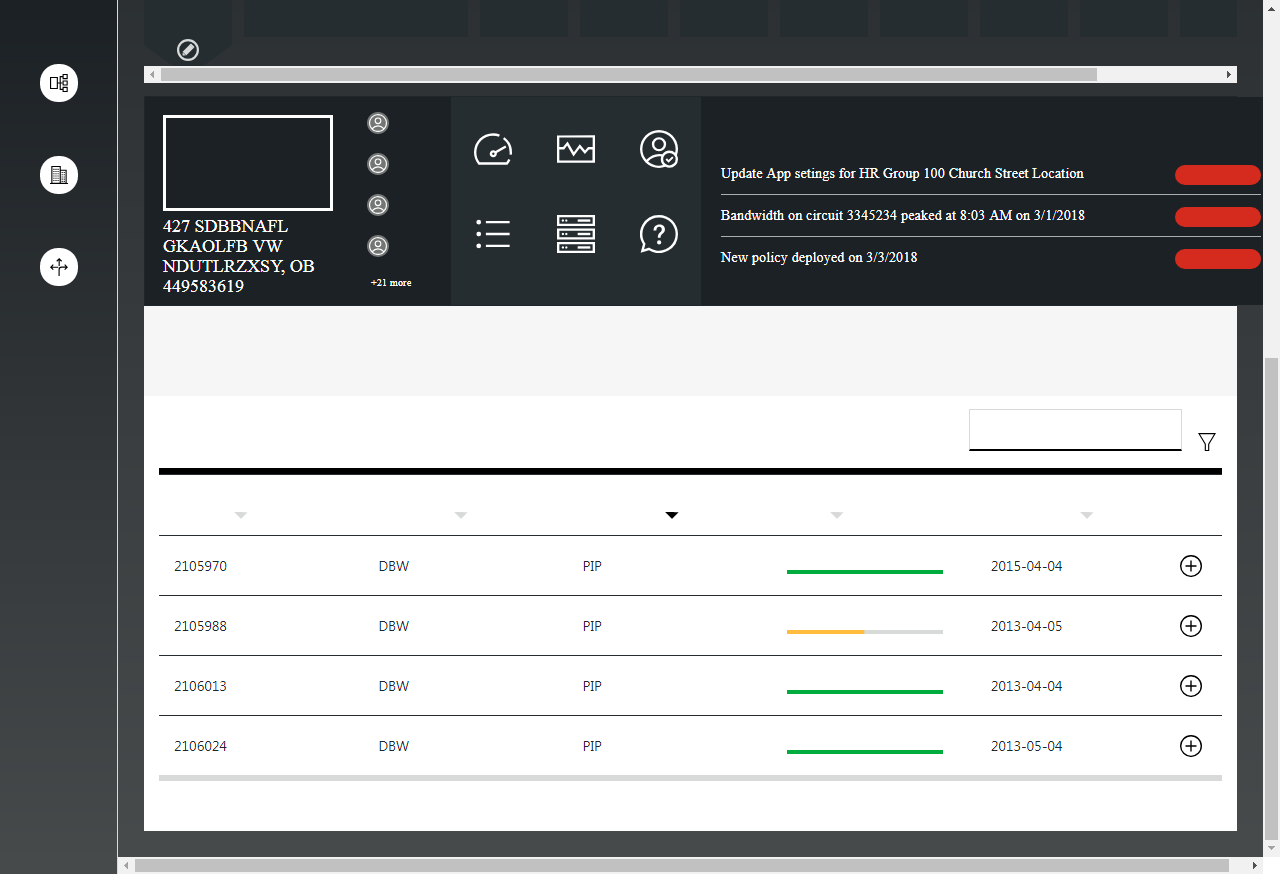 427 SDBBNAFL
GKAOLFB VW
NDUTLRZXSY, OB
449583619
+21 more
Update App setings for HR Group 100 Church Street Location
Bandwidth on circuit 3345234 peaked at 8:03 AM on 3/1/2018
New policy deployed on 3/3/2018
2105970 DBW PIP 2015-04-04
2105988 DBW PIP 2013-04-05
2106013 DBW PIP 2013-04-04
2106024 DBW PIP 2013-05-04